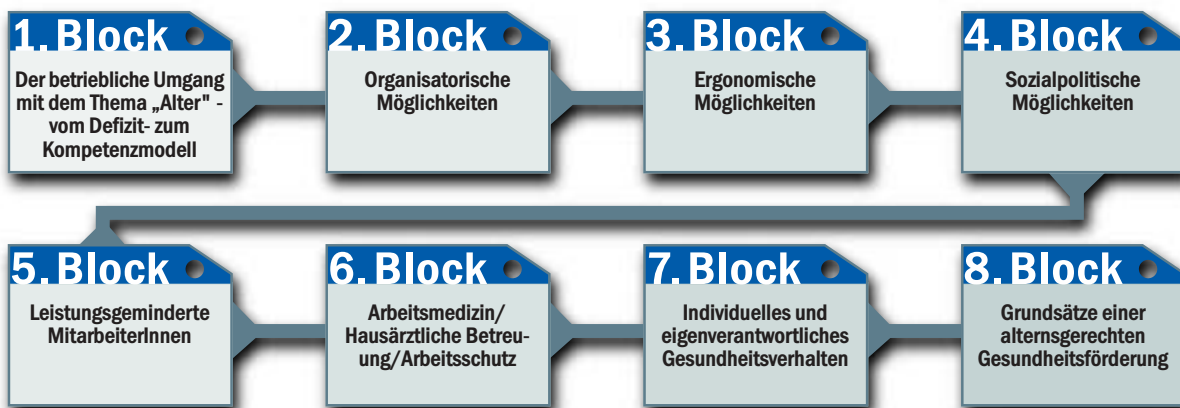 1. Block
Der betriebliche Umgang
mit dem Thema „Alter" -
vom Defizit- zum
Kompetenzmodell
2. Block
Organisatorische
Möglichkeiten
3. Block
Ergonomische
Möglichkeiten
4. Block
Sozialpolitische
Möglichkeiten
5. Block
Leistungsgeminderte
MitarbeiterInnen
6. Block
Arbeitsmedizin/
Hausärztliche Betreu-
ung/Arbeitsschutz
7. Block
Individuelles und
eigenverantwortliches
Gesundheitsverhalten
8. Block
Grundsätze einer
alternsgerechten
Gesundheitsförderung